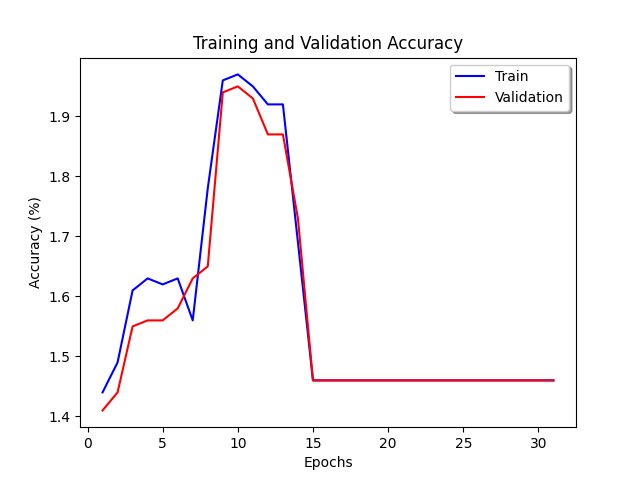 Training and Validation Accuracy
Train
Validation
Accuracy (%)
1.9
1.8
1.7
1.6
1.5
1.4
0 5 10 15 20 25 30
Epochs